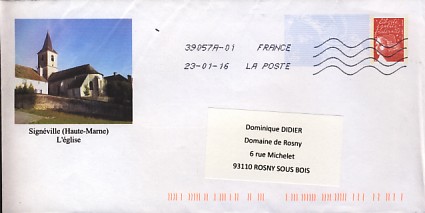 39057A-01 FRANCE
23-01-16 LA POSTE
Signéville (Haute-Marne)
L'église
Dominique DIDIER
Domaine de Rosny
6 rue Michelet
93110 ROSNY SOUS BOIS